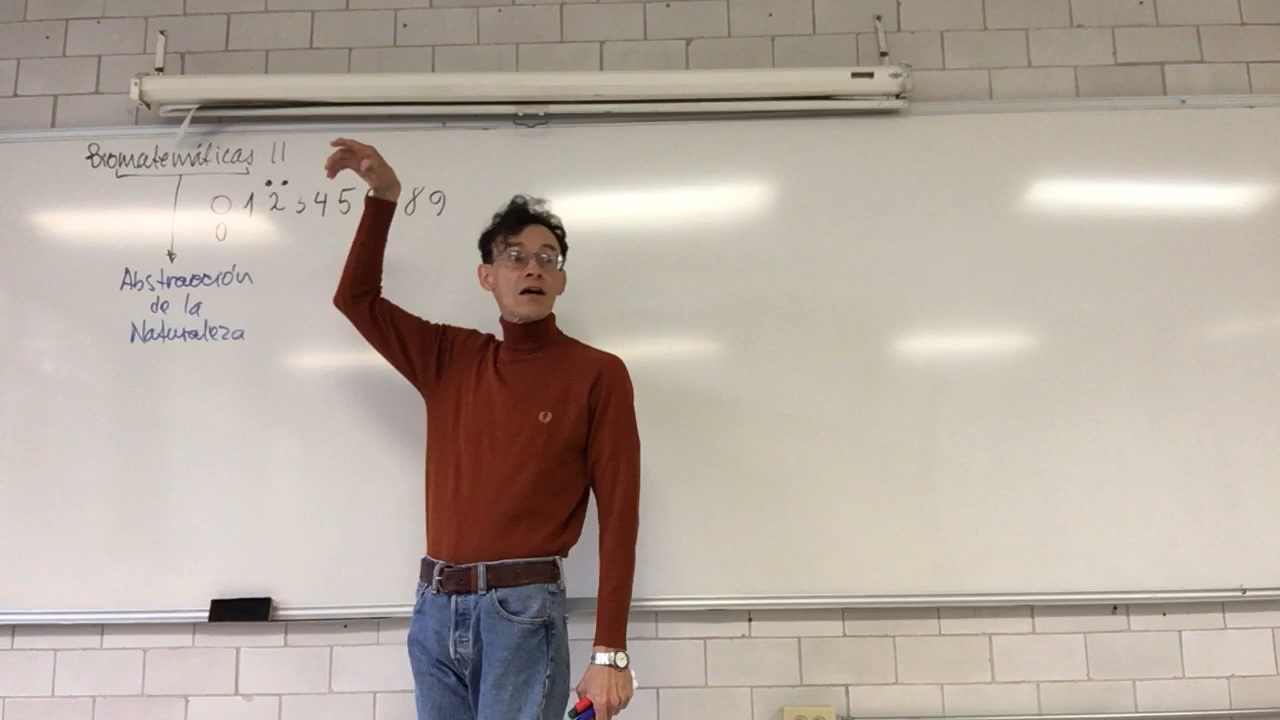 Biomatemáticas II
0 1 2 3 4 5 8 9
0
Abstracción
de la
Naturaleza